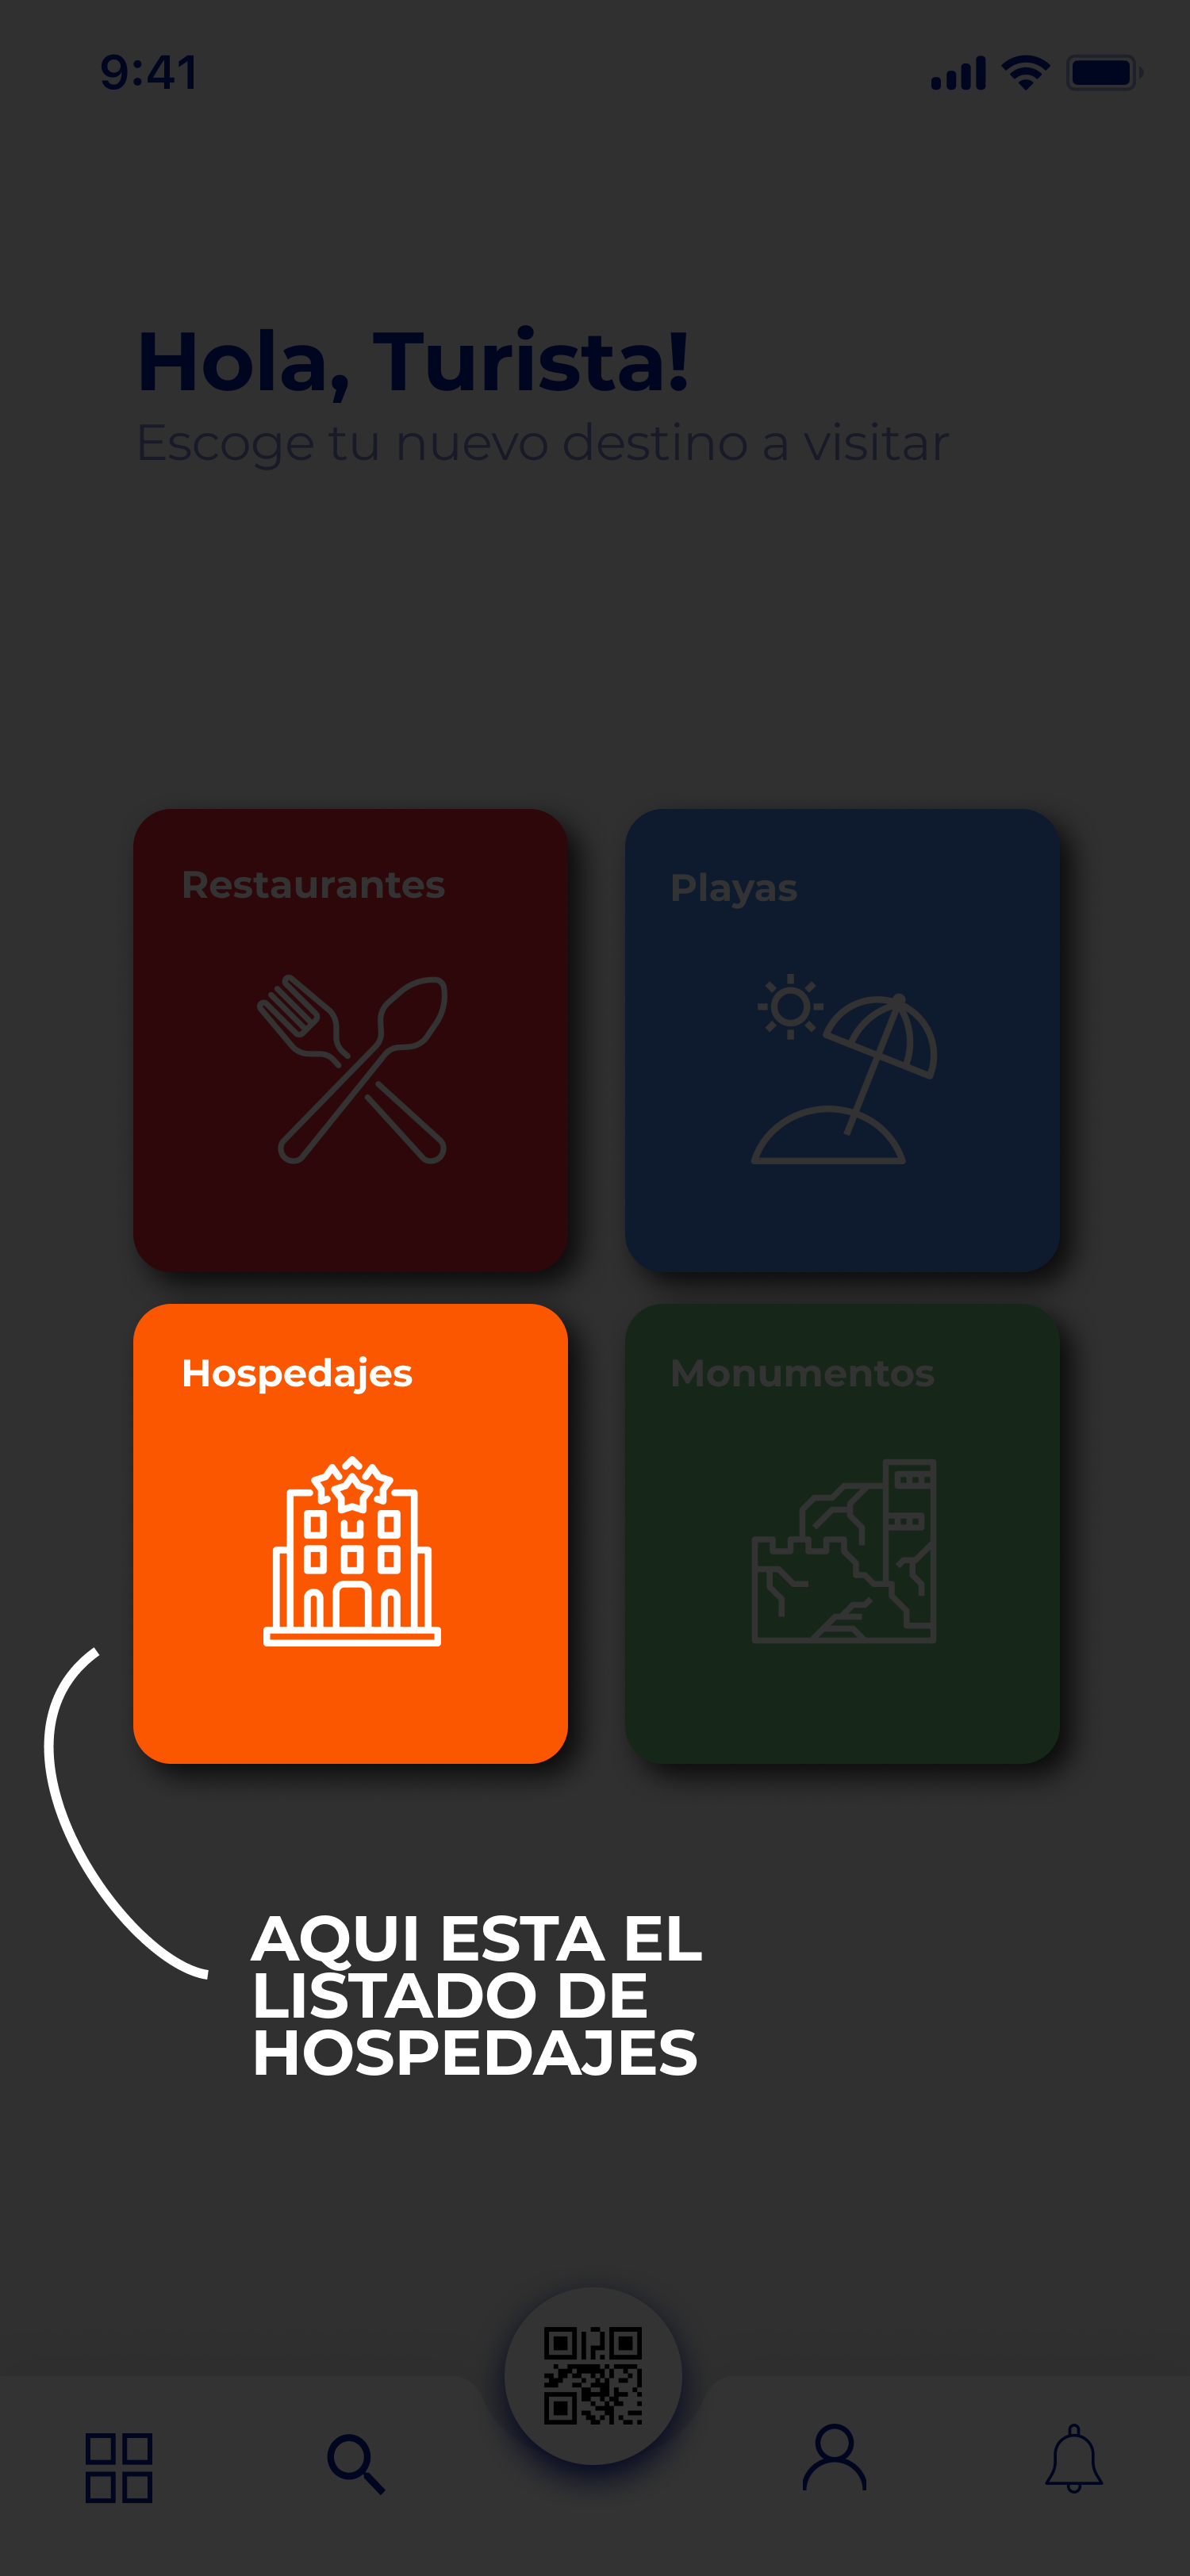 9:41
Hola, Turista!
Escoge tu nuevo destino a visitar
Restaurantes
Playas
Hospedajes
Monumentos
AQUI ESTA EL
LISTADO DE
HOSPEDAJES